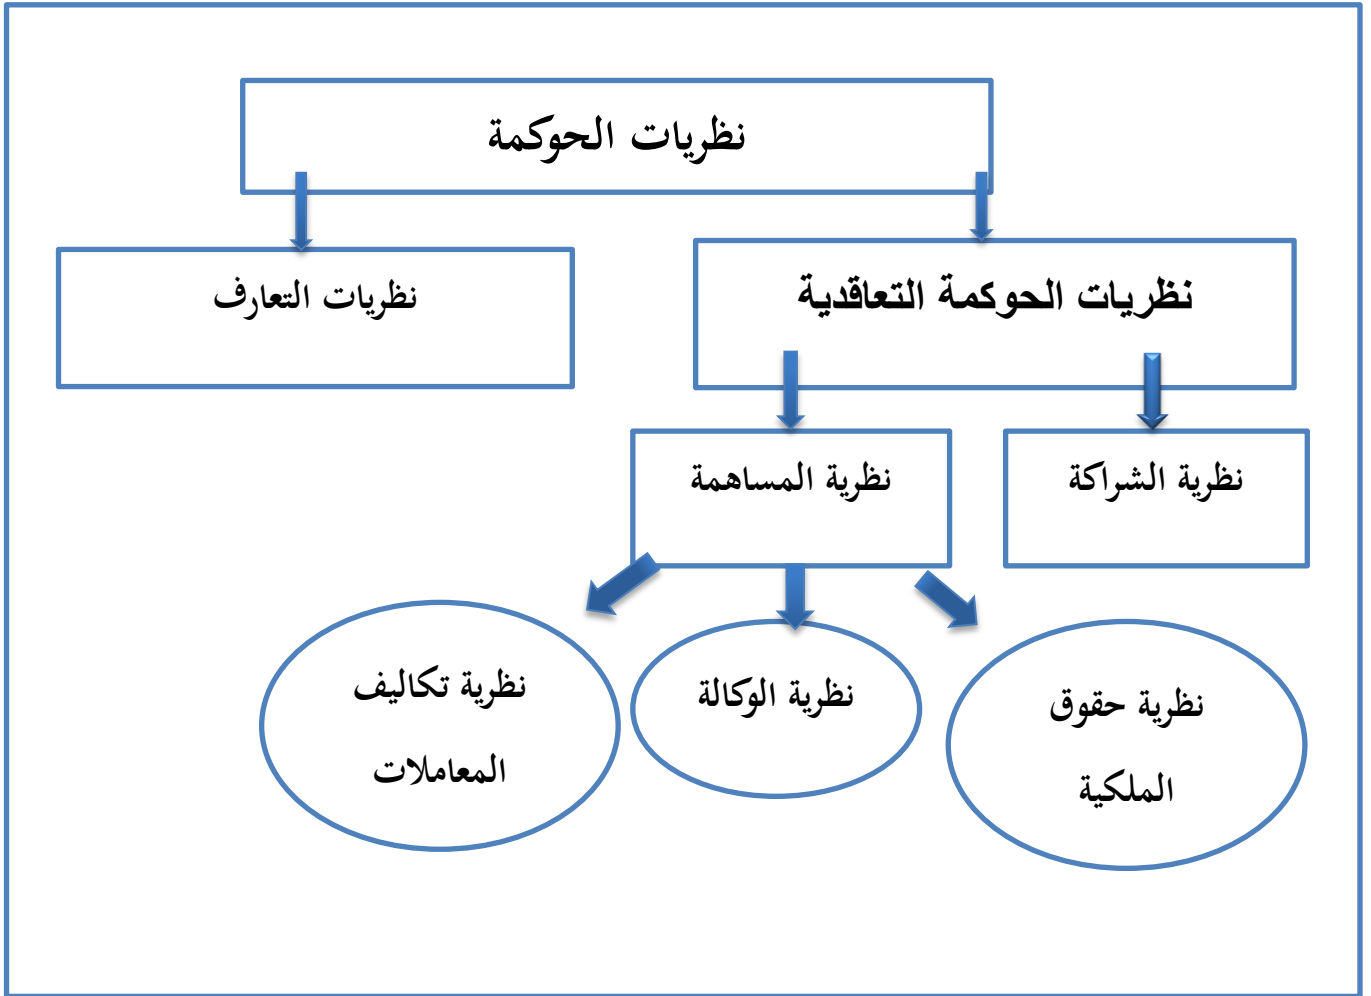 نظريات الحوكمة
نظريات الحوكمة التعاقدية
نظريات التعارف
نظرية الشراكة
نظرية المساهمة
نظرية حقوق
الملكية
نظرية الوكالة
نظرية تكاليف
المعاملات